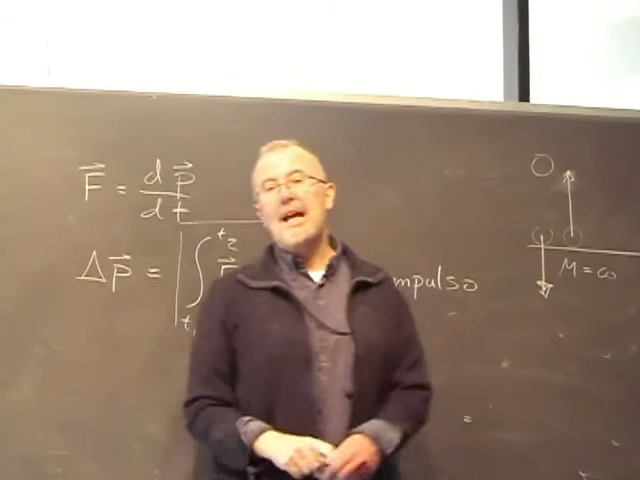 F⃗ = dp⃗/dt
Δp⃗ = ∫ t₂ t₁ F⃗
mpulso
M = ∞